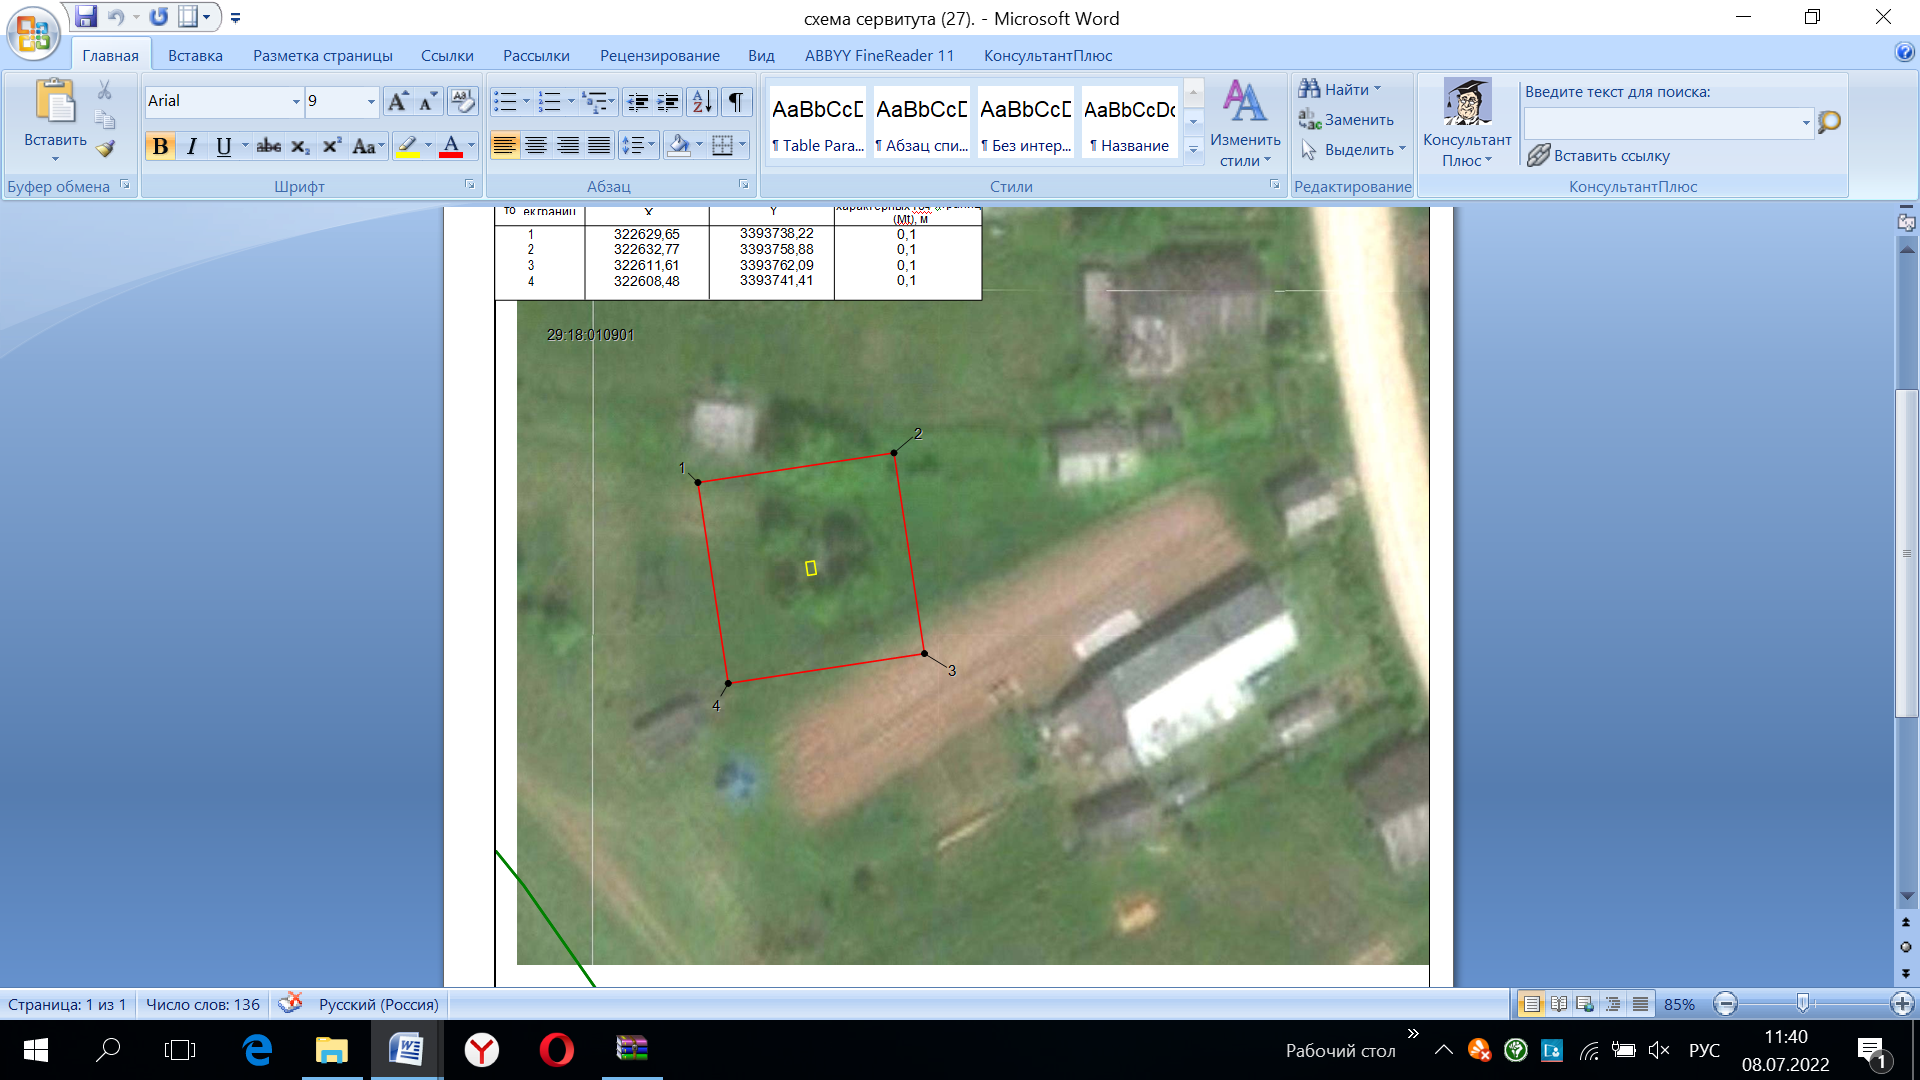 схема сервитута (27). - Microsoft Word
Главная Вставка Разметка страницы Ссылки Рассылки Рецензирование Вид ABBYY FineReader 11 КонсультантПлюс
Вставить
Буфер обмена
Arial 9
Шрифт
Абзац
AaBbCcD AaBbCcD AaBbCcD AaBbCcDc
¶ Table Para... ¶ Абзац спи... ¶ Без интер... ¶ Название
Изменить стили
Стили
Найти
Заменить
Выделить
Редактирование
Консультант Плюс
Введите текст для поиска:
Вставить ссылку
КонсультантПлюс
X Y (Mt), м
1 322629,65 3393738,22 0,1
2 322632,77 3393758,88 0,1
3 322611,61 3393762,09 0,1
4 322608,48 3393741,41 0,1
29:18:010901
2
1
3
4
Страница: 1 из 1 Число слов: 136 Русский (Россия) 85%
Рабочий стол РУС 11:40
08.07.2022
1